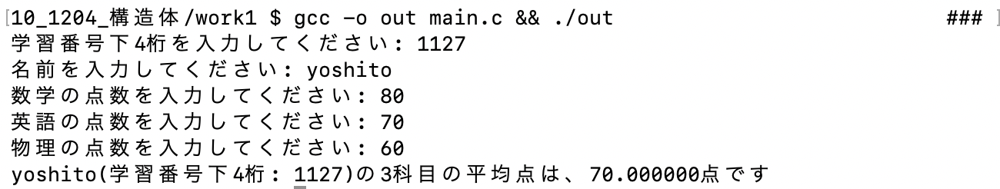 [10_1204_構造体/work1 $ gcc -o out main.c && ./out ### ]
学習番号下4桁を入力してください: 1127
名前を入力してください: yoshito
数学の点数を入力してください: 80
英語の点数を入力してください: 70
物理の点数を入力してください: 60
yoshito(学習番号下4桁: 1127)の3科目の平均点は、70.000000点です